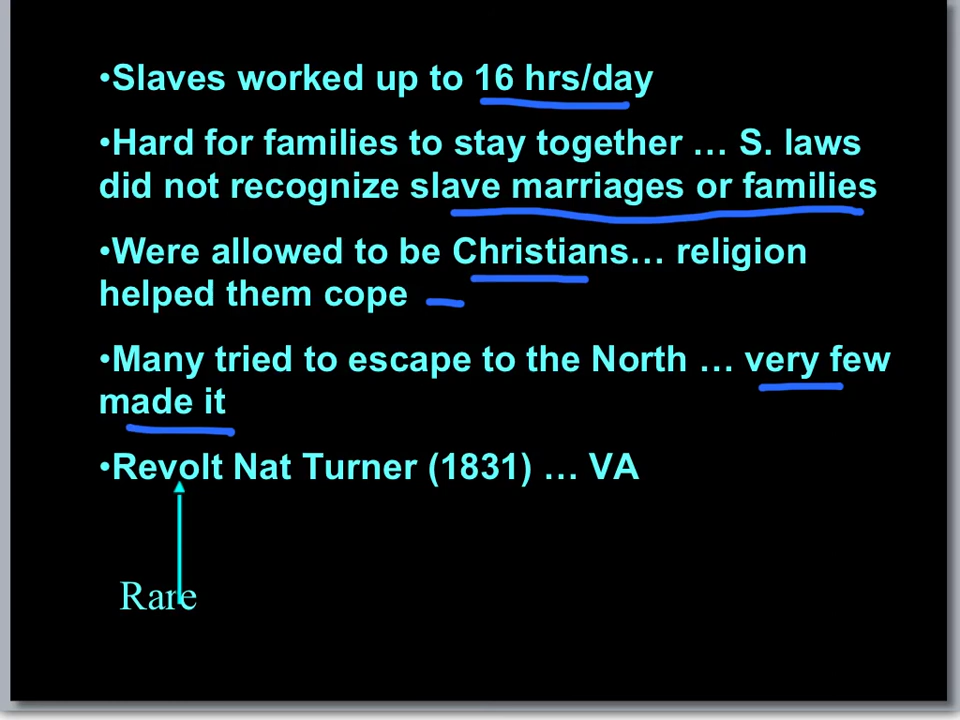 •Slaves worked up to 16 hrs/day
•Hard for families to stay together … S. laws
did not recognize slave marriages or families
•Were allowed to be Christians… religion
helped them cope
•Many tried to escape to the North … very few
made it
•Revolt Nat Turner (1831) … VA
Rare